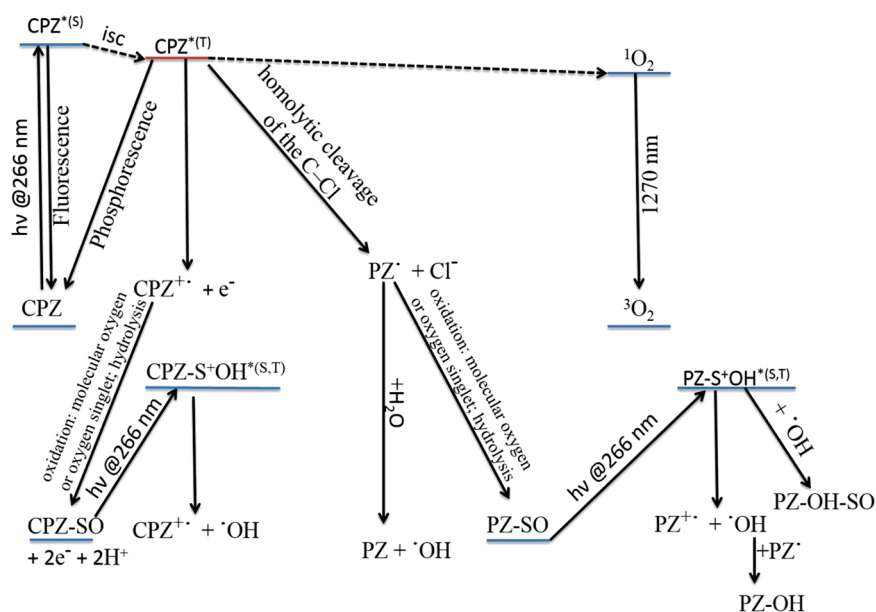 CPZ*(S)
isc
CPZ*(T)
¹O₂
hv @266 nm
Fluorescence
Phosphorescence
homolytic cleavage
of the C–Cl
1270 nm
CPZ
CPZ⁺˙ + e⁻
PZ˙ + Cl⁻
³O₂
oxidation: molecular oxygen
or oxygen singlet; hydrolysis
CPZ-S⁺OH*(S,T)
hv @266 nm
+H₂O
oxidation: molecular oxygen
or oxygen singlet; hydrolysis
hv @266 nm
PZ-S⁺OH*(S,T)
+ ˙OH
CPZ-SO
+ 2e⁻ + 2H⁺
CPZ⁺˙ + ˙OH
PZ + ˙OH
PZ-SO
PZ⁺˙ + ˙OH
PZ-OH-SO
+PZ˙
PZ-OH